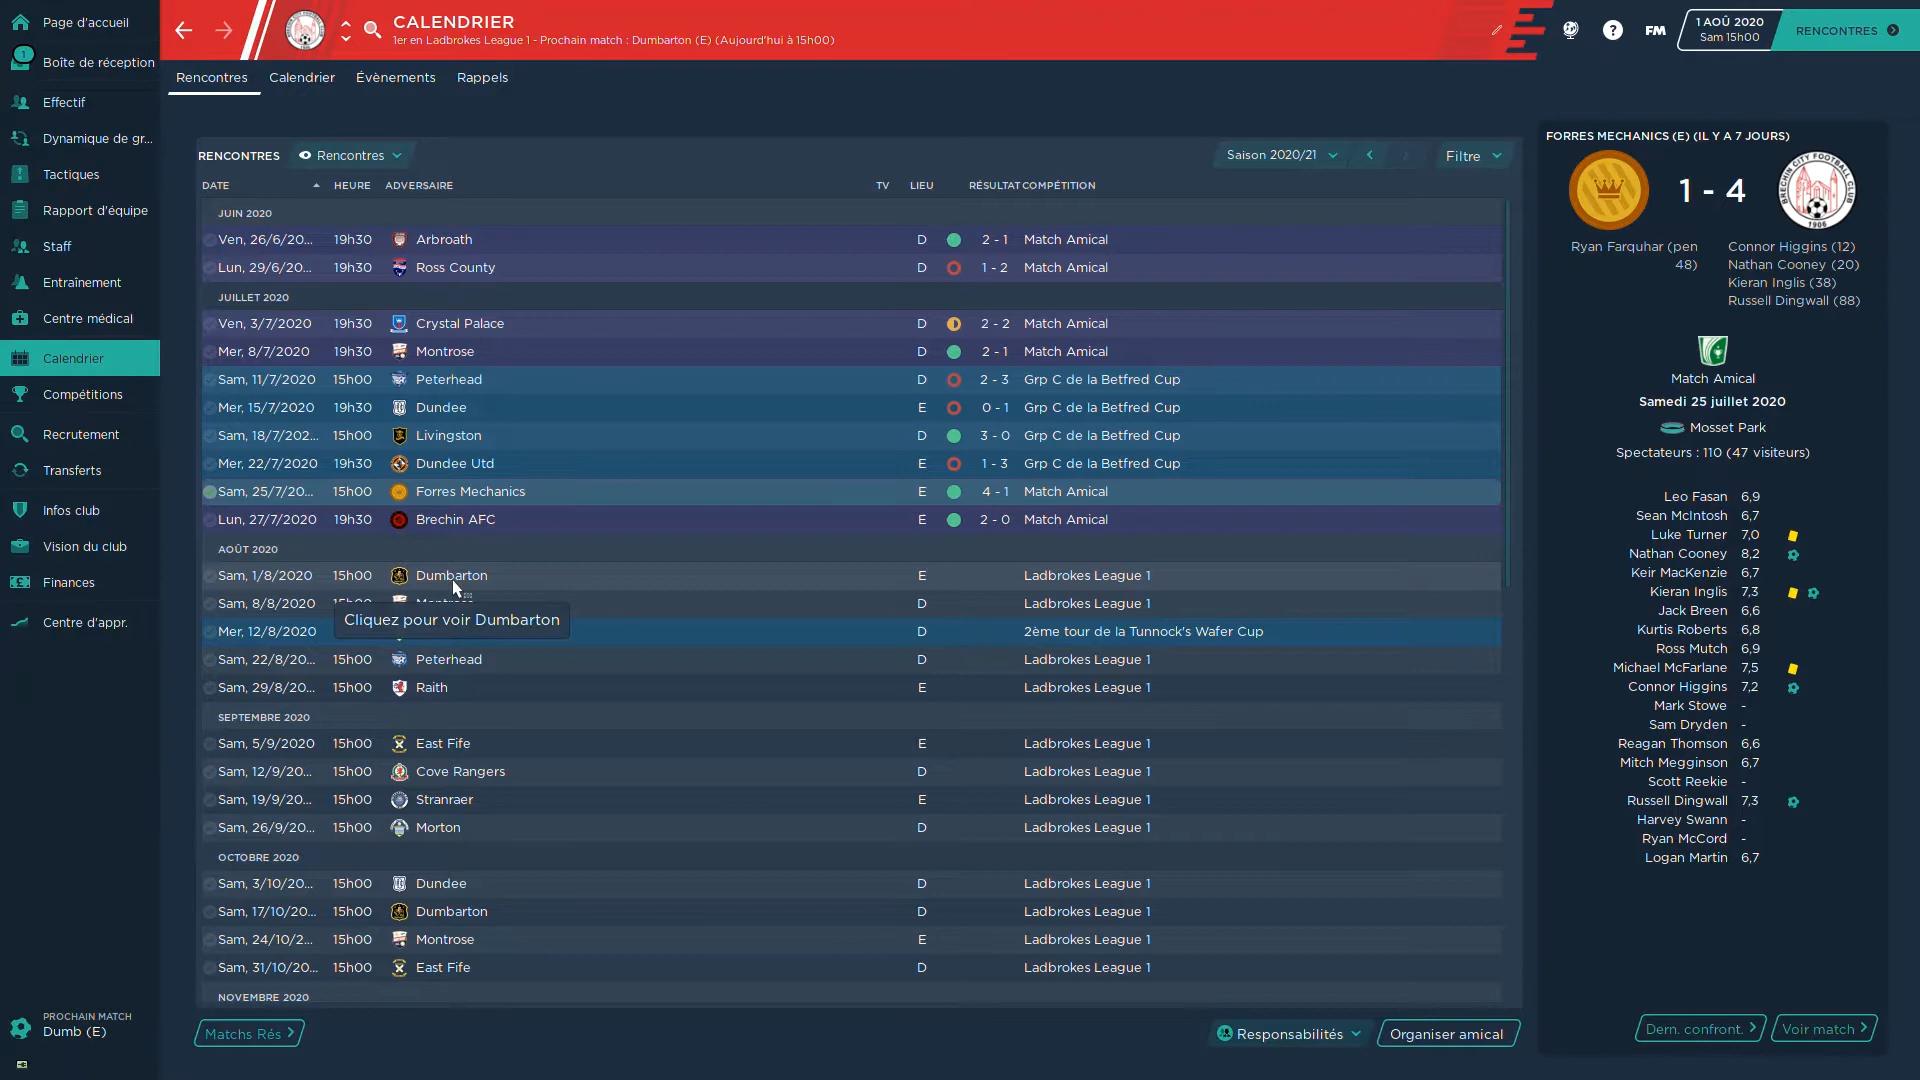 Page d'accueil
1
Boîte de réception
Effectif
Dynamique de gr...
Tactiques
Rapport d'équipe
Staff
Entraînement
Centre médical
Calendrier
Compétitions
Recrutement
Transferts
Infos club
Vision du club
Finances
Centre d'appr.
PROCHAIN MATCH
Dumb (E)
CALENDRIER
1er en Ladbrokes League 1 - Prochain match : Dumbarton (E) (Aujourd'hui à 15h00)
? FM
1 AOÛ 2020
Sam 15h00
RENCONTRES
Rencontres Calendrier Évènements Rappels
RENCONTRES Rencontres Saison 2020/21 Filtre
DATE HEURE ADVERSAIRE TV LIEU RÉSULTAT COMPÉTITION
JUIN 2020
Ven, 26/6/20... 19h30 Arbroath D 2 - 1 Match Amical
Lun, 29/6/20... 19h30 Ross County D 1 - 2 Match Amical
JUILLET 2020
Ven, 3/7/2020 19h30 Crystal Palace D 2 - 2 Match Amical
Mer, 8/7/2020 19h30 Montrose D 2 - 1 Match Amical
Sam, 11/7/2020 15h00 Peterhead D 2 - 3 Grp C de la Betfred Cup
Mer, 15/7/2020 19h30 Dundee E 0 - 1 Grp C de la Betfred Cup
Sam, 18/7/202... 15h00 Livingston D 3 - 0 Grp C de la Betfred Cup
Mer, 22/7/2020 19h30 Dundee Utd E 1 - 3 Grp C de la Betfred Cup
Sam, 25/7/20... 15h00 Forres Mechanics E 4 - 1 Match Amical
Lun, 27/7/2020 19h30 Brechin AFC E 2 - 0 Match Amical
AOÛT 2020
Sam, 1/8/2020 15h00 Dumbarton E Ladbrokes League 1
Sam, 8/8/2020 15h00 Montrose D Ladbrokes League 1
Cliquez pour voir Dumbarton
Mer, 12/8/2020 D 2ème tour de la Tunnock's Wafer Cup
Sam, 22/8/20... 15h00 Peterhead D Ladbrokes League 1
Sam, 29/8/20... 15h00 Raith E Ladbrokes League 1
SEPTEMBRE 2020
Sam, 5/9/2020 15h00 East Fife E Ladbrokes League 1
Sam, 12/9/20... 15h00 Cove Rangers D Ladbrokes League 1
Sam, 19/9/20... 15h00 Stranraer E Ladbrokes League 1
Sam, 26/9/20... 15h00 Morton D Ladbrokes League 1
OCTOBRE 2020
Sam, 3/10/20... 15h00 Dundee D Ladbrokes League 1
Sam, 17/10/20... 15h00 Dumbarton D Ladbrokes League 1
Sam, 24/10/2... 15h00 Montrose E Ladbrokes League 1
Sam, 31/10/20... 15h00 East Fife D Ladbrokes League 1
NOVEMBRE 2020
Matchs Rés Responsabilités Organiser amical
FORRES MECHANICS (E) (IL Y A 7 JOURS)
1 - 4
BRECHIN CITY FOOTBALL CLUB
1906
Ryan Farquhar (pen
48)
Connor Higgins (12)
Nathan Cooney (20)
Kieran Inglis (38)
Russell Dingwall (88)
Match Amical
Samedi 25 juillet 2020
Mosset Park
Spectateurs : 110 (47 visiteurs)
Leo Fasan 6,9
Sean McIntosh 6,7
Luke Turner 7,0
Nathan Cooney 8,2
Keir MacKenzie 6,7
Kieran Inglis 7,3
Jack Breen 6,6
Kurtis Roberts 6,8
Ross Mutch 6,9
Michael McFarlane 7,5
Connor Higgins 7,2
Mark Stowe -
Sam Dryden -
Reagan Thomson 6,6
Mitch Megginson 6,7
Scott Reekie -
Russell Dingwall 7,3
Harvey Swann -
Ryan McCord -
Logan Martin 6,7
Dern. confront. Voir match